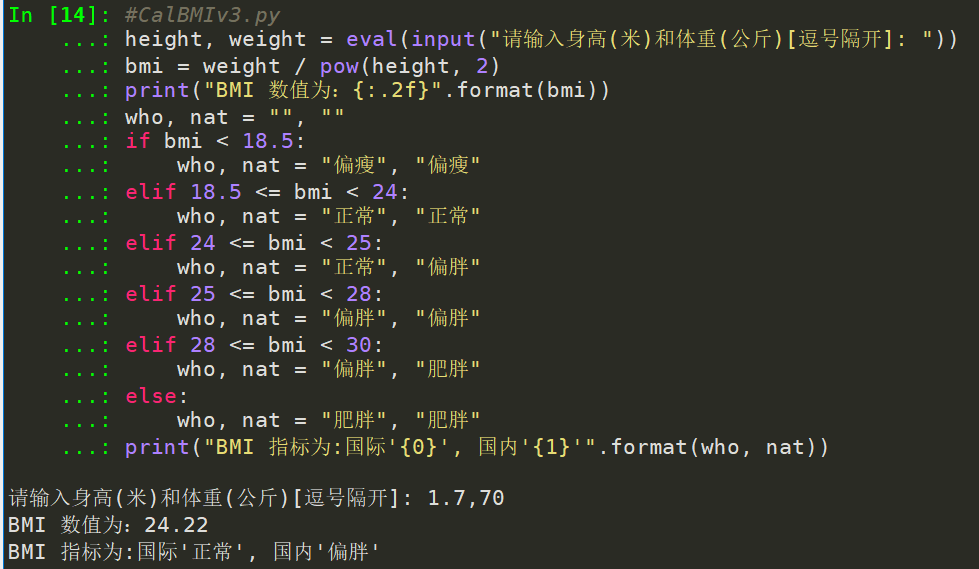 In [14]: #CalBMIv3.py
...: height, weight = eval(input("请输入身高(米)和体重(公斤)[逗号隔开]: "))
...: bmi = weight / pow(height, 2)
...: print("BMI 数值为：{:.2f}".format(bmi))
...: who, nat = "", ""
...: if bmi < 18.5:
...:     who, nat = "偏瘦", "偏瘦"
...: elif 18.5 <= bmi < 24:
...:     who, nat = "正常", "正常"
...: elif 24 <= bmi < 25:
...:     who, nat = "正常", "偏胖"
...: elif 25 <= bmi < 28:
...:     who, nat = "偏胖", "偏胖"
...: elif 28 <= bmi < 30:
...:     who, nat = "偏胖", "肥胖"
...: else:
...:     who, nat = "肥胖", "肥胖"
...: print("BMI 指标为:国际'{0}', 国内'{1}'".format(who, nat))
请输入身高(米)和体重(公斤)[逗号隔开]: 1.7,70
BMI 数值为：24.22
BMI 指标为:国际'正常', 国内'偏胖'